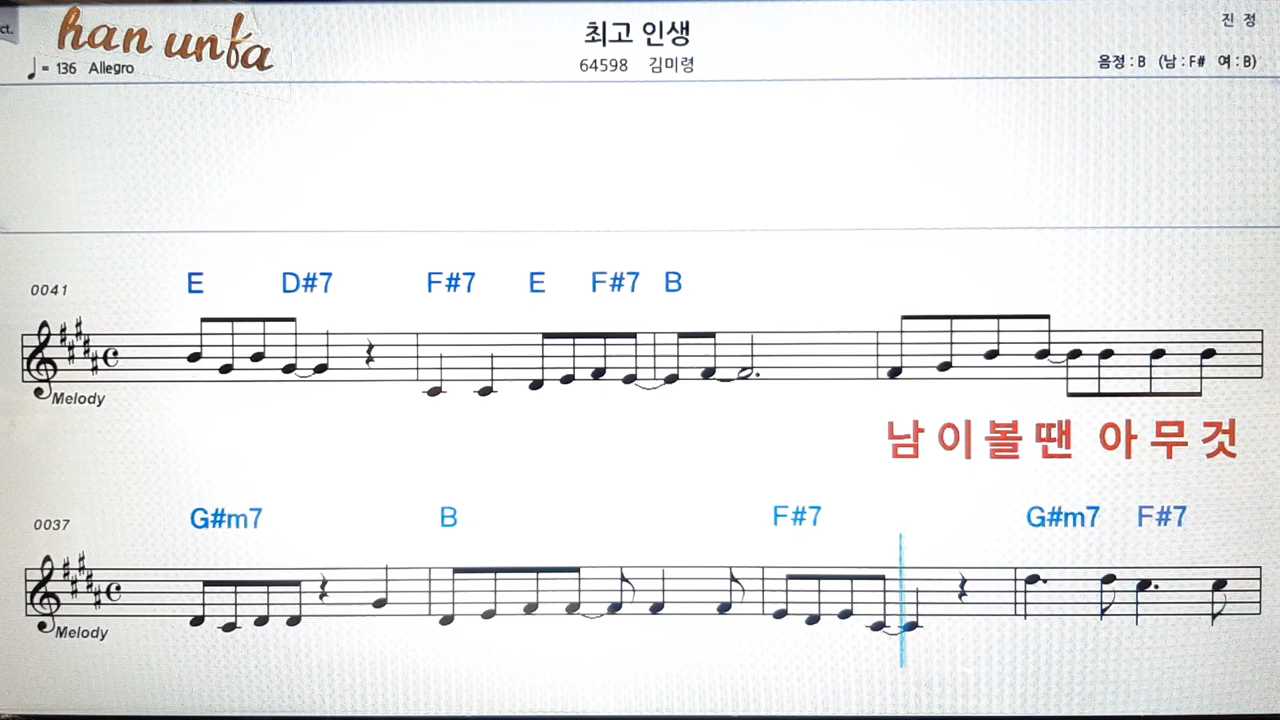 ct.
han unfa
최고 인생
진 정
♩= 136 Allegro
64598 김미령
음정 : B (남 : F# 여 : B)
E D#7 F#7 E F#7 B
0041
Melody
남 이 볼 땐 아 무 것
G#m7 B F#7 G#m7 F#7
0037
Melody